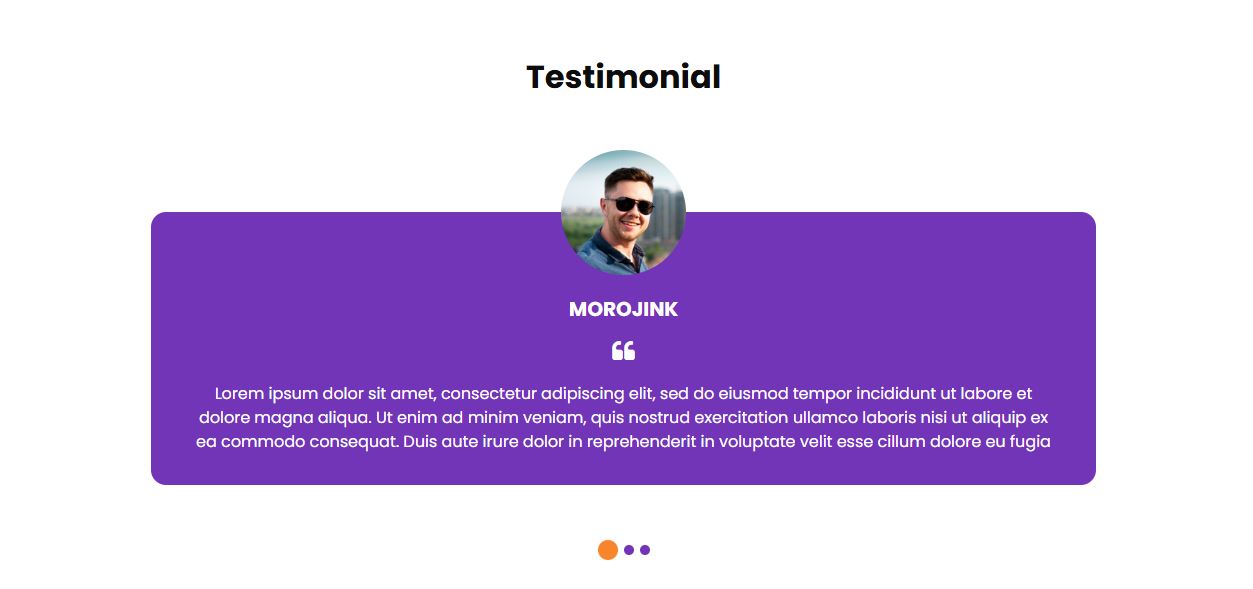 Testimonial
MOROJINK
Lorem ipsum dolor sit amet, consectetur adipiscing elit, sed do eiusmod tempor incididunt ut labore et
dolore magna aliqua. Ut enim ad minim veniam, quis nostrud exercitation ullamco laboris nisi ut aliquip ex
ea commodo consequat. Duis aute irure dolor in reprehenderit in voluptate velit esse cillum dolore eu fugia